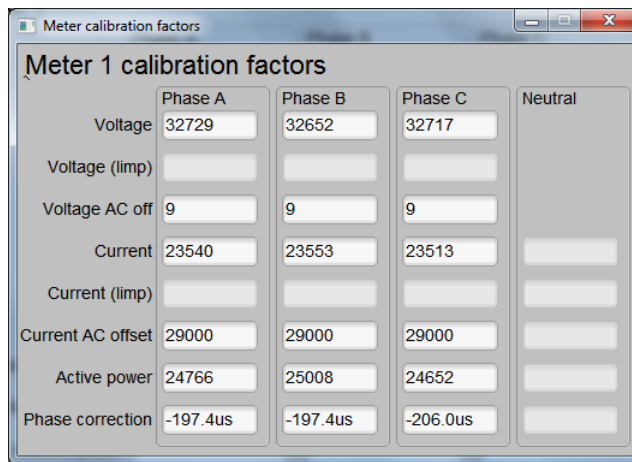 Meter calibration factors
Meter 1 calibration factors
Phase A Phase B Phase C Neutral
Voltage 32729 32652 32717
Voltage (limp)
Voltage AC off 9 9 9
Current 23540 23553 23513
Current (limp)
Current AC offset 29000 29000 29000
Active power 24766 25008 24652
Phase correction -197.4us -197.4us -206.0us